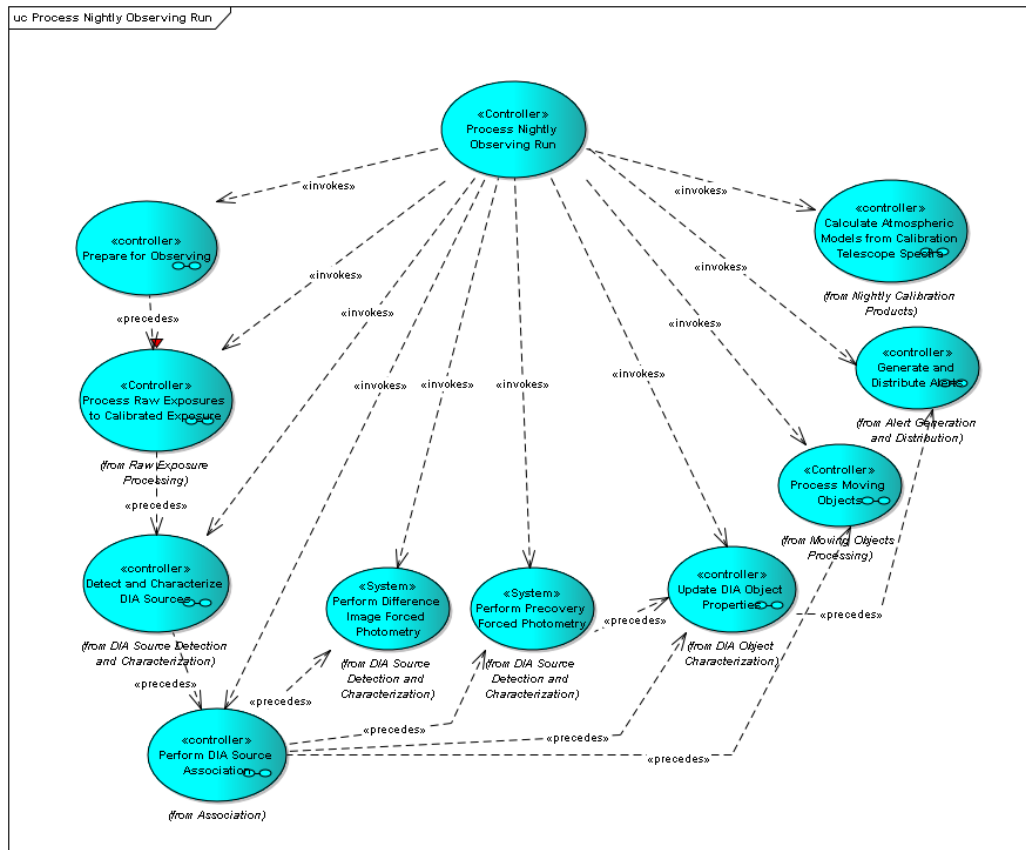 uc Process Nightly Observing Run
«Controller»
Process Nightly
Observing Run
«invokes»
«invokes»
«controller»
Prepare for Observing
«controller»
Calculate Atmospheric
Models from Calibration
Telescope Spectra
(from Nightly Calibration
Products)
«invokes»
«invokes»
«invokes»
«precedes»
«invokes»
«invokes»
«invokes»
«invokes»
«invokes»
«controller»
Generate and
Distribute Alerts
(from Alert Generation
and Distribution)
«Controller»
Process Raw Exposures
to Calibrated Exposure
(from Raw Exposure
Processing)
«Controller»
Process Moving
Objects
(from Moving Objects
Processing)
«precedes»
«controller»
Detect and Characterize
DIA Sources
(from DIA Source Detection
and Characterization)
«System»
Perform Difference
Image Forced
Photometry
(from DIA Source
Detection and
Characterization)
«System»
Perform Precovery
Forced Photometry
(from DIA Source
Detection and
Characterization)
«controller»
Update DIA Object
Properties
(from DIA Object
Characterization)
«precedes»
«precedes»
«precedes»
«precedes»
«precedes»
«precedes»
«precedes»
«controller»
Perform DIA Source
Association
(from Association)